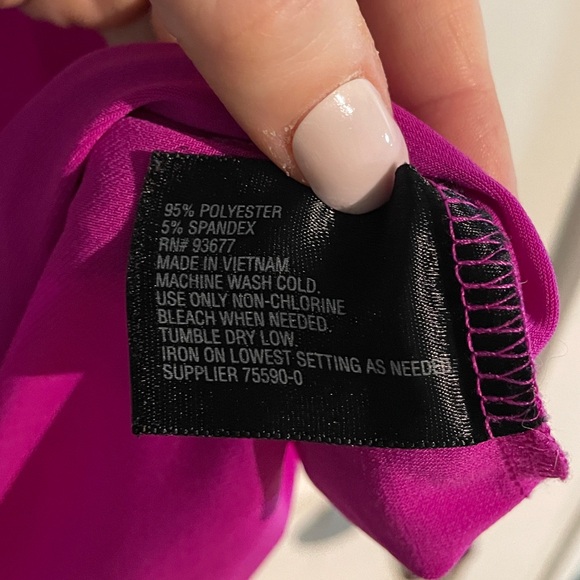 95% POLYESTER
5% SPANDEX
RN# 93677
MADE IN VIETNAM
MACHINE WASH COLD.
USE ONLY NON-CHLORINE
BLEACH WHEN NEEDED.
TUMBLE DRY LOW.
IRON ON LOWEST SETTING AS NEEDED.
SUPPLIER 75590-0